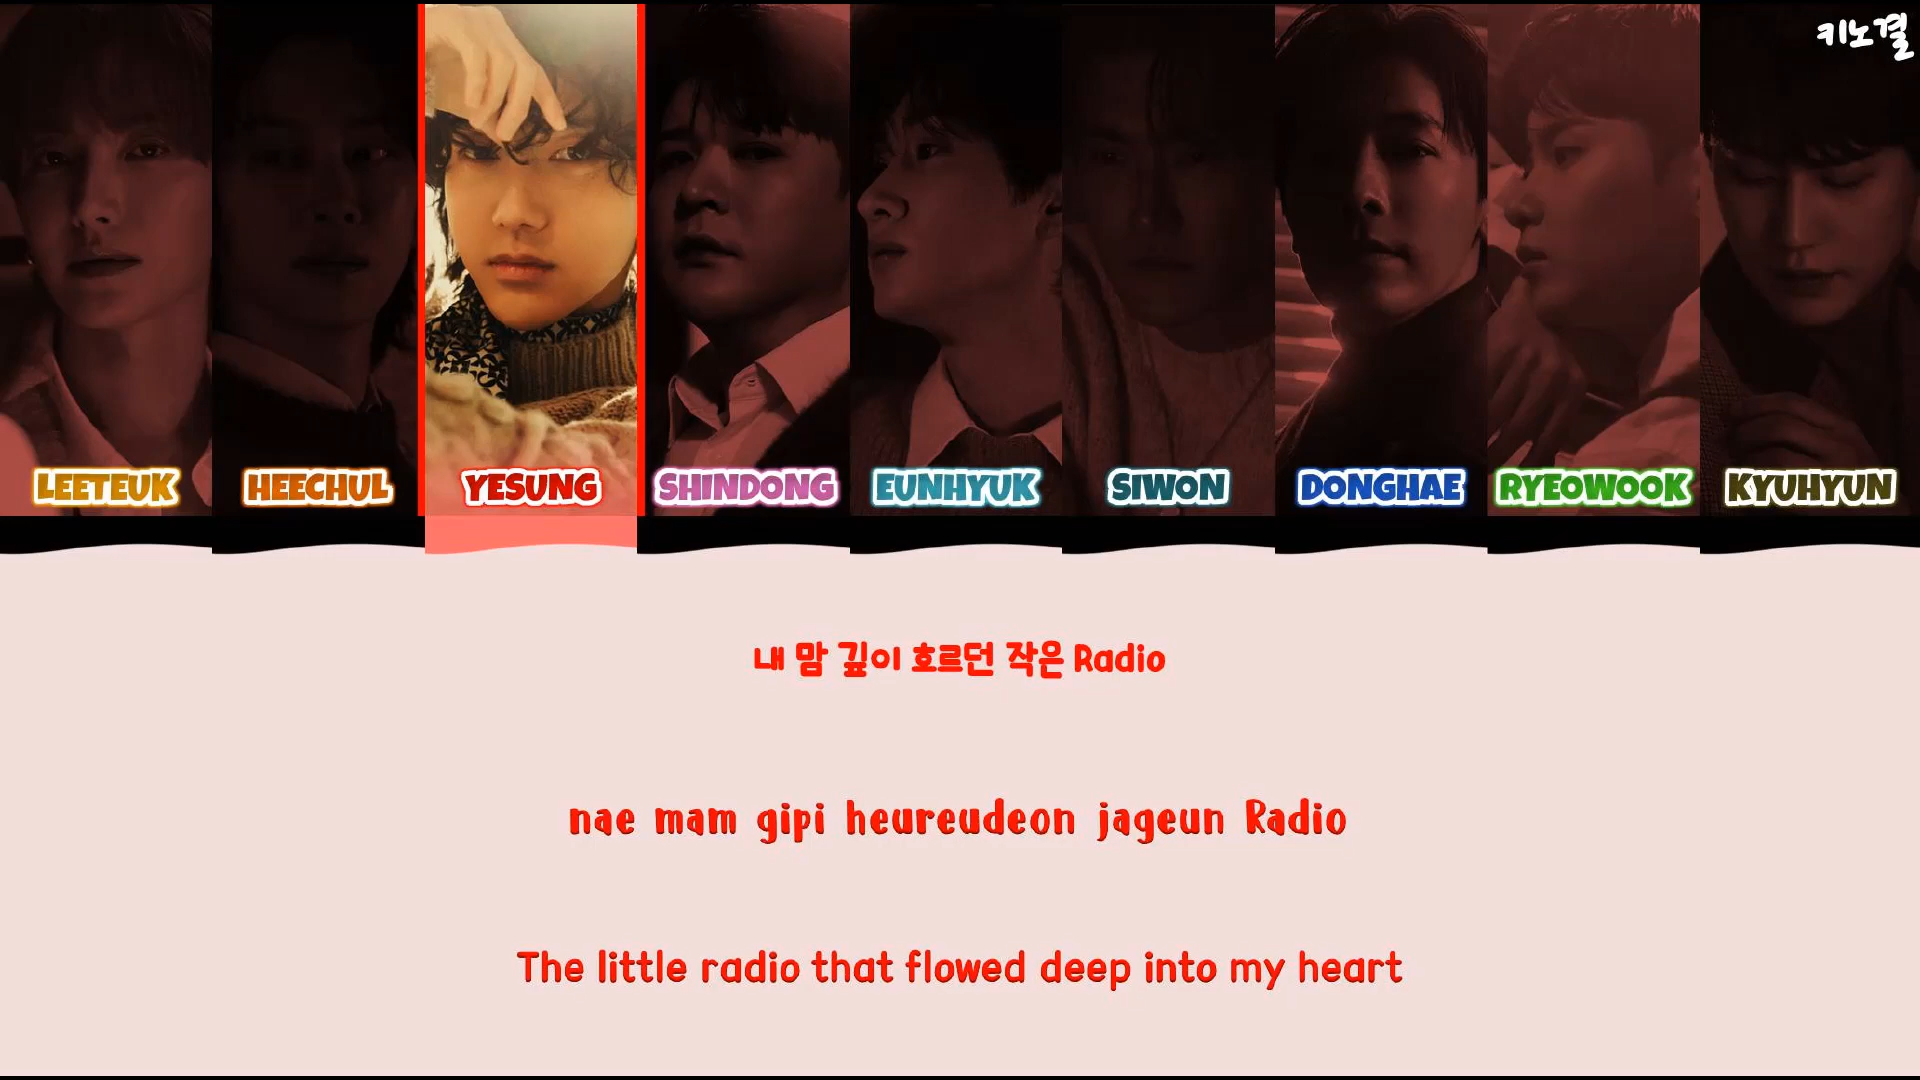 키노결
LEETEUK HEECHUL YESUNG SHINDONG EUNHYUK SIWON DONGHAE RYEOWOOK KYUHYUN
내 맘 깊이 흐르던 작은 Radio
nae mam gipi heureudeon jageun Radio
The little radio that flowed deep into my heart